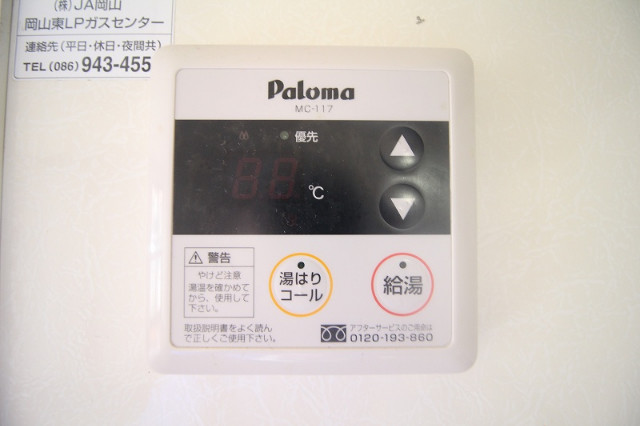 (株)JA岡山
岡山東LPガスセンター
連絡先(平日・休日・夜間共)
TEL(086)943-455
Paloma
MC-117
優先
℃
警告
やけど注意
湯温を確かめて
から、使用して
下さい。
湯はり
コール
給湯
取扱説明書をよく読ん
で正しくご使用下さい。
アフターサービスのご用命は
0120-193-860